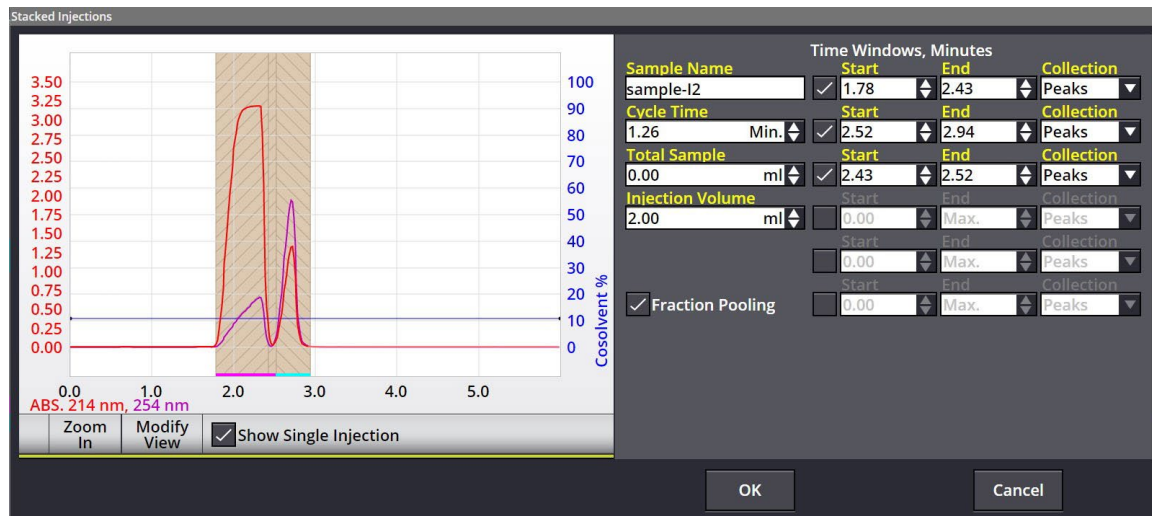 Stacked Injections
3.50
3.25
3.00
2.75
2.50
2.25
2.00
1.75
1.50
1.25
1.00
0.75
0.50
0.25
0.00
100
90
80
70
60
50
40
30
20
10
0
Cosolvent %
0.0 1.0 2.0 3.0 4.0 5.0
ABS. 214 nm, 254 nm
Zoom In
Modify View
Show Single Injection
Time Windows, Minutes
Sample Name Start End Collection
sample-I2 1.78 2.43 Peaks
Cycle Time Start End Collection
1.26 Min. 2.52 2.94 Peaks
Total Sample Start End Collection
0.00 ml 2.43 2.52 Peaks
Injection Volume Start End Collection
2.00 ml 0.00 Max. Peaks
Start End Collection
0.00 Max. Peaks
Start End Collection
Fraction Pooling 0.00 Max. Peaks
OK Cancel